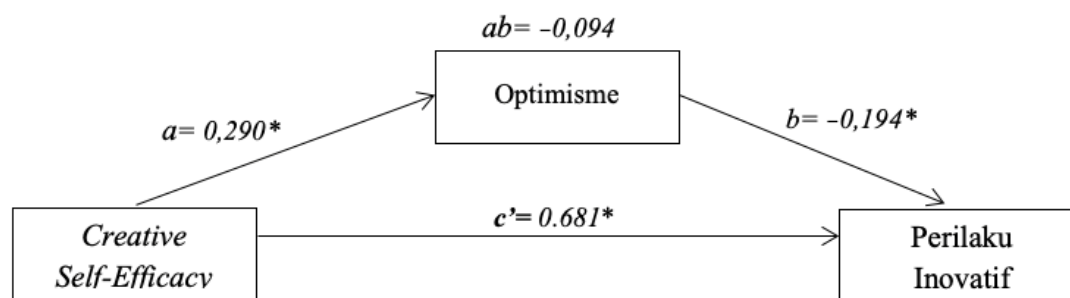 ab= −0,094
Optimisme
a= 0,290*
b= −0,194*
c’= 0.681*
Creative
Self-Efficacy
Perilaku
Inovatif